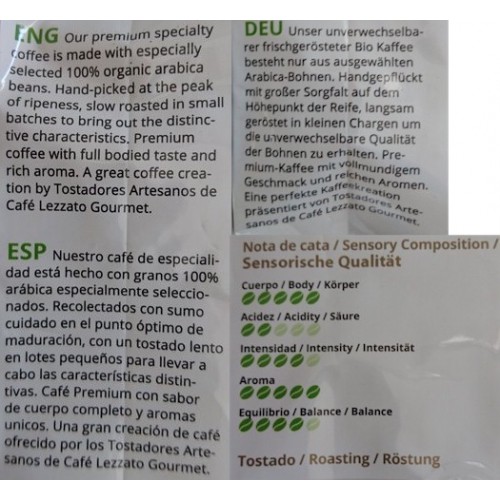 ENG Our premium specialty
coffee is made with especially
selected 100% organic arabica
beans. Hand-picked at the peak
of ripeness, slow roasted in small
batches to bring out the distinc-
tive characteristics. Premium
coffee with full bodied taste and
rich aroma. A great coffee crea-
tion by Tostadores Artesanos de
Café Lezzato Gourmet.
DEU Unser unverwechselba-
rer frischgerösteter Bio Kaffee
besteht nur aus ausgewählten
Arabica-Bohnen. Handgepflückt
mit großer Sorgfalt auf dem
Höhepunkt der Reife, langsam
geröstet in kleinen Chargen um
die unverwechselbare Qualität
der Bohnen zu erhalten. Pre-
mium-Kaffee mit vollmundigem
Geschmack und reichen Aromen.
Eine perfekte Kaffeekreation
präsentiert von Tostadores Arte-
sanos de Café Lezzato Gourmet.
ESP Nuestro café de especiali-
dad está hecho con granos 100%
arábica especialmente seleccio-
nados. Recolectados con sumo
cuidado en el punto óptimo de
maduración, con un tostado lento
en lotes pequeños para llevar a
cabo las características distin-
tivas. Café Premium con sabor
de cuerpo completo y aromas
unicos. Una gran creación de café
ofrecido por los Tostadores Arte-
sanos de Café Lezzato Gourmet.
Nota de cata / Sensory Composition /
Sensorische Qualität
Cuerpo / Body / Körper
Acidez / Acidity / Säure
Intensidad / Intensity / Intensität
Aroma
Equilibrio / Balance / Balance
Tostado / Roasting / Röstung